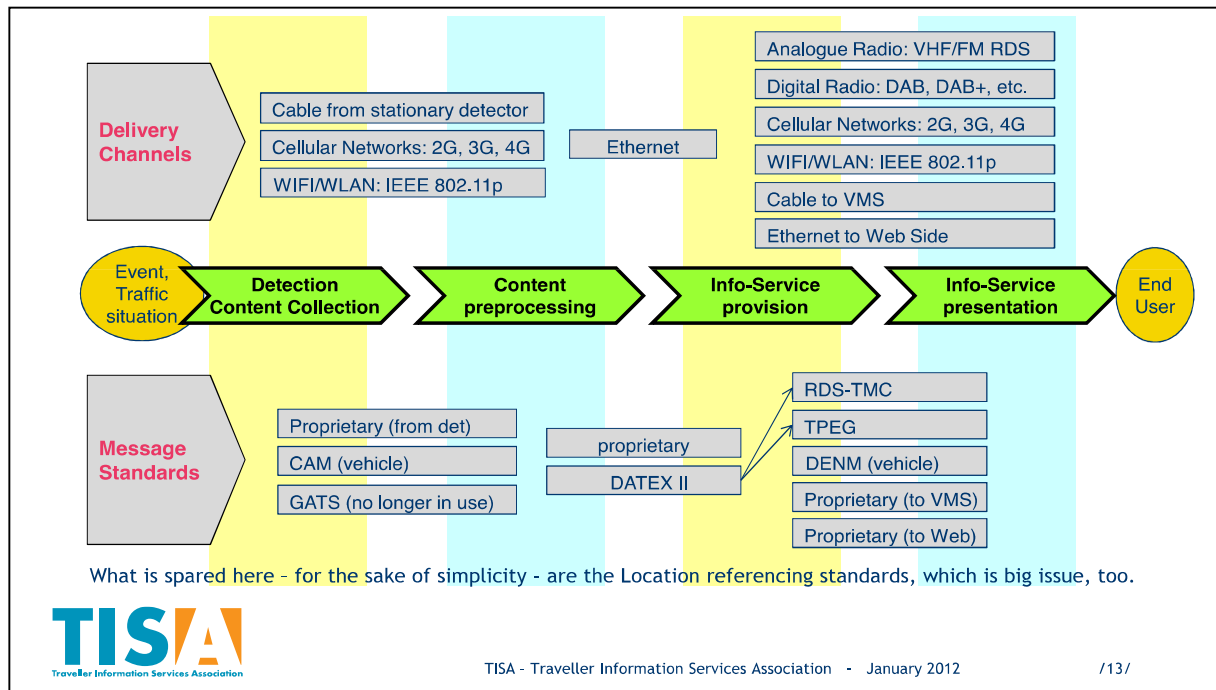 Delivery
Channels
Cable from stationary detector
Cellular Networks: 2G, 3G, 4G
WIFI/WLAN: IEEE 802.11p
Ethernet
Analogue Radio: VHF/FM RDS
Digital Radio: DAB, DAB+, etc.
Cellular Networks: 2G, 3G, 4G
WIFI/WLAN: IEEE 802.11p
Cable to VMS
Ethernet to Web Side
Event,
Traffic
situation
Detection
Content Collection
Content
preprocessing
Info-Service
provision
Info-Service
presentation
End
User
Message
Standards
Proprietary (from det)
CAM (vehicle)
GATS (no longer in use)
proprietary
DATEX II
RDS-TMC
TPEG
DENM (vehicle)
Proprietary (to VMS)
Proprietary (to Web)
What is spared here – for the sake of simplicity - are the Location referencing standards, which is big issue, too.
TISA
Traveller Information Services Association
TISA – Traveller Information Services Association - January 2012 /13/